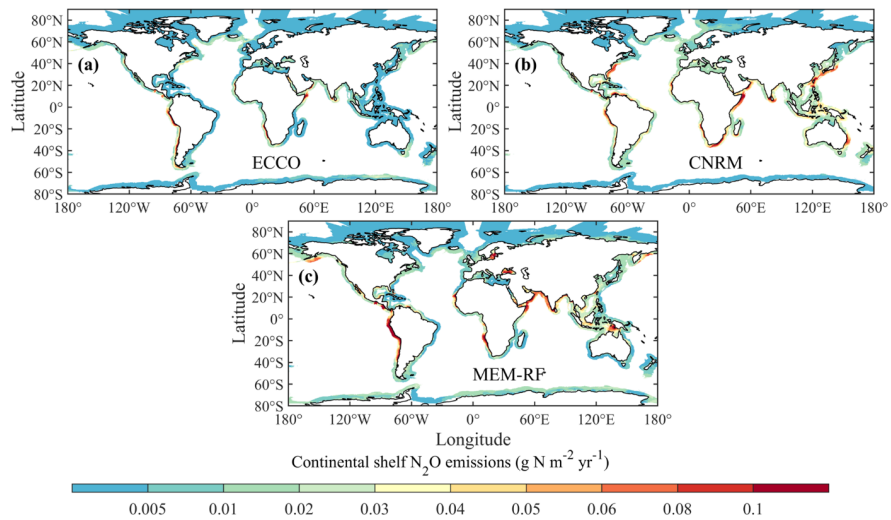 80°N
60°N
40°N
20°N
0°
20°S
40°S
60°S
80°S
Latitude
(a)
ECCO
180° 120°W 60°W 0° 60°E 120°E 180°
80°N
60°N
40°N
20°N
0°
20°S
40°S
60°S
80°S
Latitude
(b)
CNRM
180° 120°W 60°W 0° 60°E 120°E 180°
80°N
60°N
40°N
20°N
0°
20°S
40°S
60°S
80°S
Latitude
(c)
MEM-RF
180° 120°W 60°W 0° 60°E 120°E 180°
Longitude
Continental shelf N₂O emissions (g N m⁻² yr⁻¹)
0.005 0.01 0.02 0.03 0.04 0.05 0.06 0.08 0.1